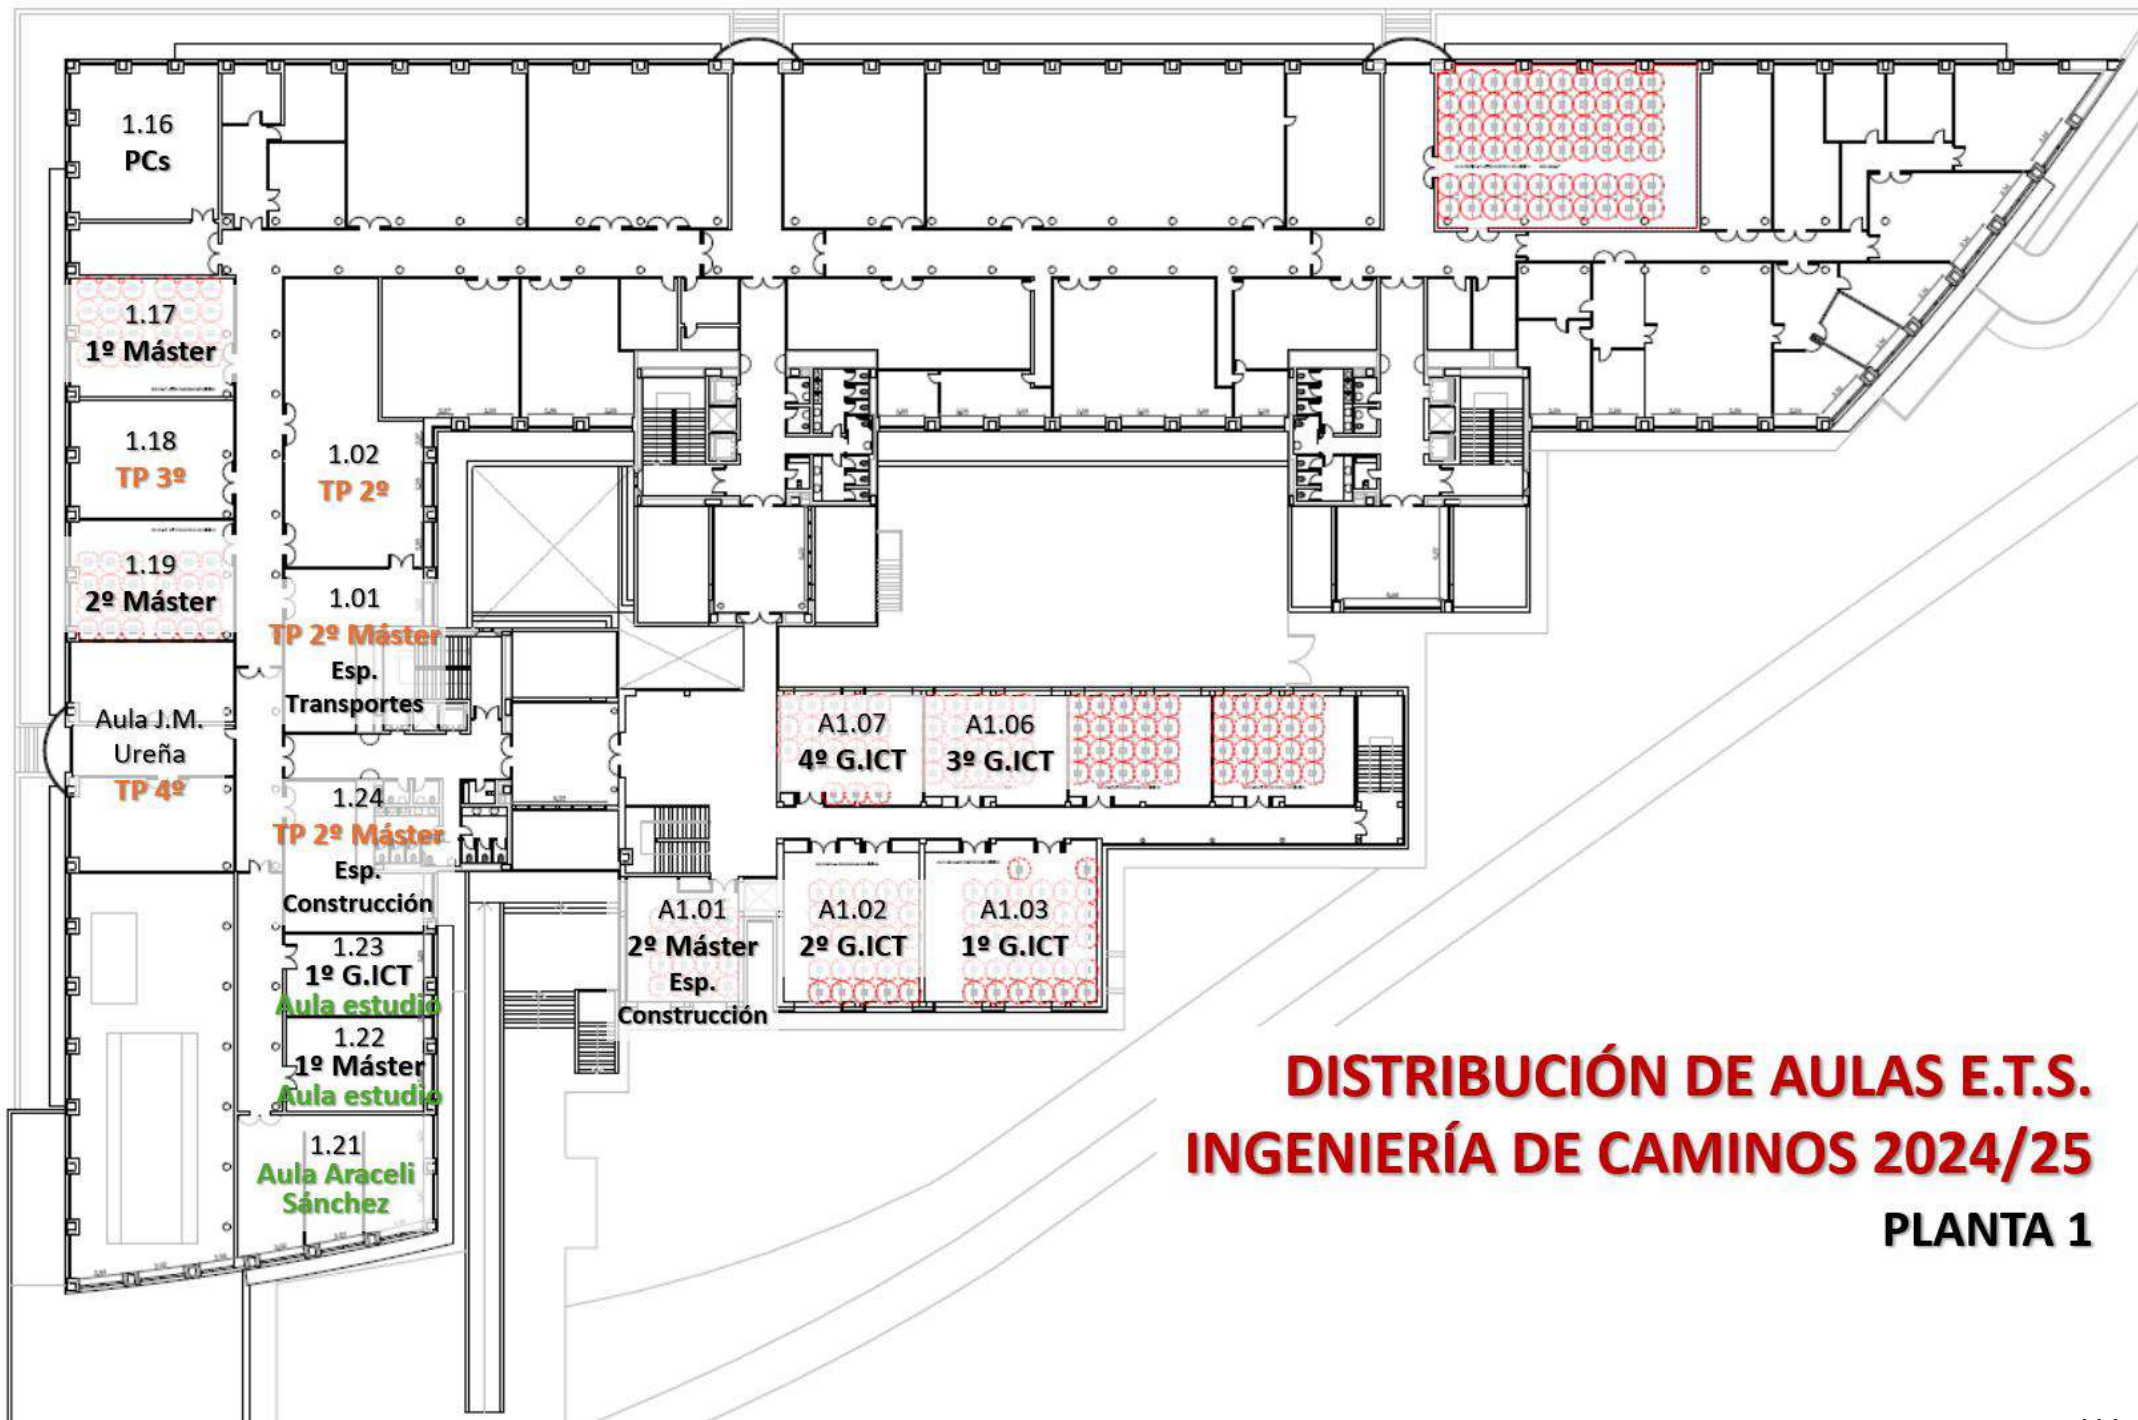 1.16
PCs
1.17
1º Máster
1.18
TP 3º
1.02
TP 2º
1.19
2º Máster
1.01
TP 2º Máster
Esp.
Transportes
Aula J.M.
Ureña
TP 4º
1.24
TP 2º Máster
Esp.
Construcción
1.23
1º G.ICT
Aula estudio
1.22
1º Máster
Aula estudio
1.21
Aula Araceli
Sánchez
A1.07
4º G.ICT
A1.06
3º G.ICT
A1.01
2º Máster
Esp.
Construcción
A1.02
2º G.ICT
A1.03
1º G.ICT
DISTRIBUCIÓN DE AULAS E.T.S.
INGENIERÍA DE CAMINOS 2024/25
PLANTA 1